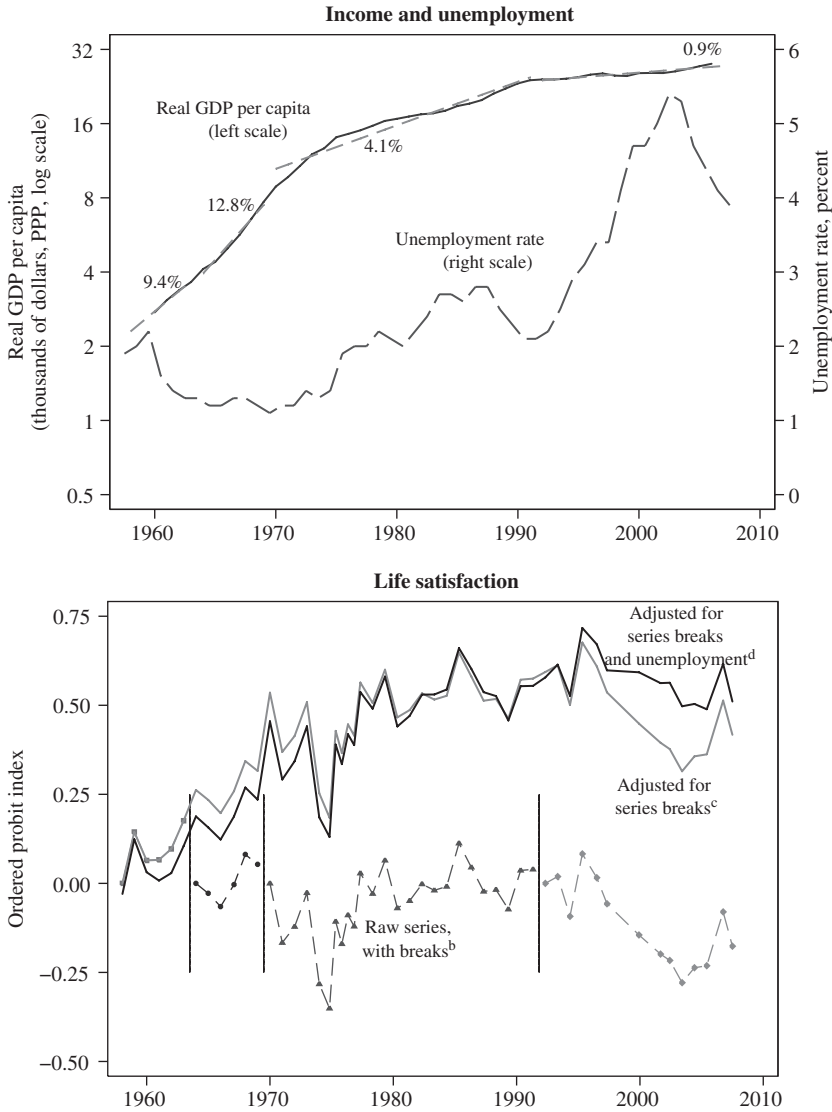 Income and unemployment
Real GDP per capita
(thousands of dollars, PPP, log scale)
32
16
8
4
2
1
0.5
Real GDP per capita
(left scale)
9.4%
12.8%
4.1%
0.9%
Unemployment rate
(right scale)
6
5
4
3
2
1
0
Unemployment rate, percent
1960 1970 1980 1990 2000 2010
Life satisfaction
Ordered probit index
0.75
0.50
0.25
0.00
−0.25
−0.50
Adjusted for
series breaks
and unemploymentᵈ
Adjusted for
series breaksᶜ
Raw series,
with breaksᵇ
1960 1970 1980 1990 2000 2010